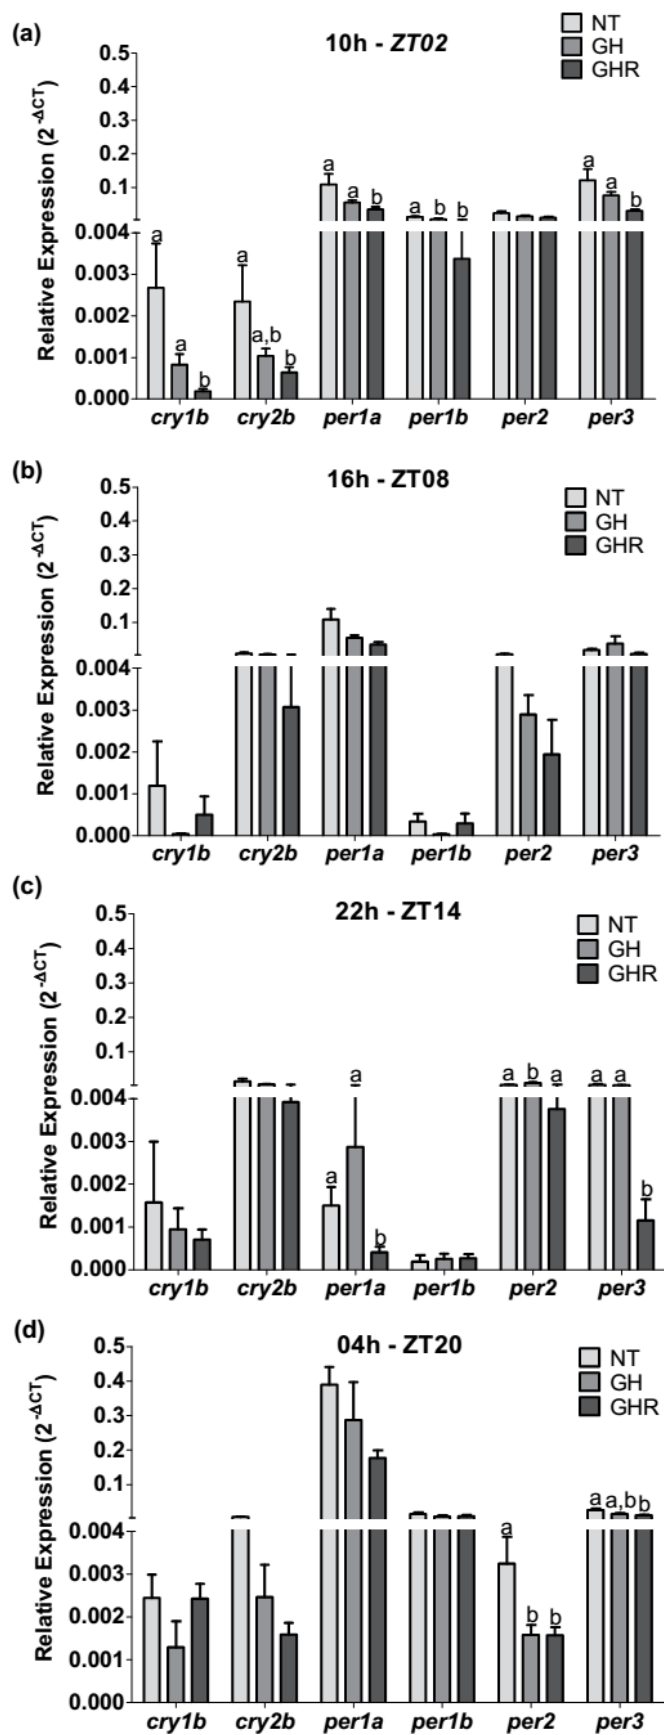 (a)
10h - ZT02
NT
GH
GHR
Relative Expression (2^-ΔCT)
0.5
0.4
0.3
0.2
0.1
0.004
0.003
0.002
0.001
0.000
a a b
a a,b b
a a b
a b b
a a b
cry1b cry2b per1a per1b per2 per3
(b)
16h - ZT08
NT
GH
GHR
Relative Expression (2^-ΔCT)
0.5
0.4
0.3
0.2
0.1
0.004
0.003
0.002
0.001
0.000
cry1b cry2b per1a per1b per2 per3
(c)
22h - ZT14
NT
GH
GHR
Relative Expression (2^-ΔCT)
0.5
0.4
0.3
0.2
0.1
0.004
0.003
0.002
0.001
0.000
a a b
a b a
a a b
cry1b cry2b per1a per1b per2 per3
(d)
04h - ZT20
NT
GH
GHR
Relative Expression (2^-ΔCT)
0.5
0.4
0.3
0.2
0.1
0.004
0.003
0.002
0.001
0.000
a b b
a a,b b
cry1b cry2b per1a per1b per2 per3